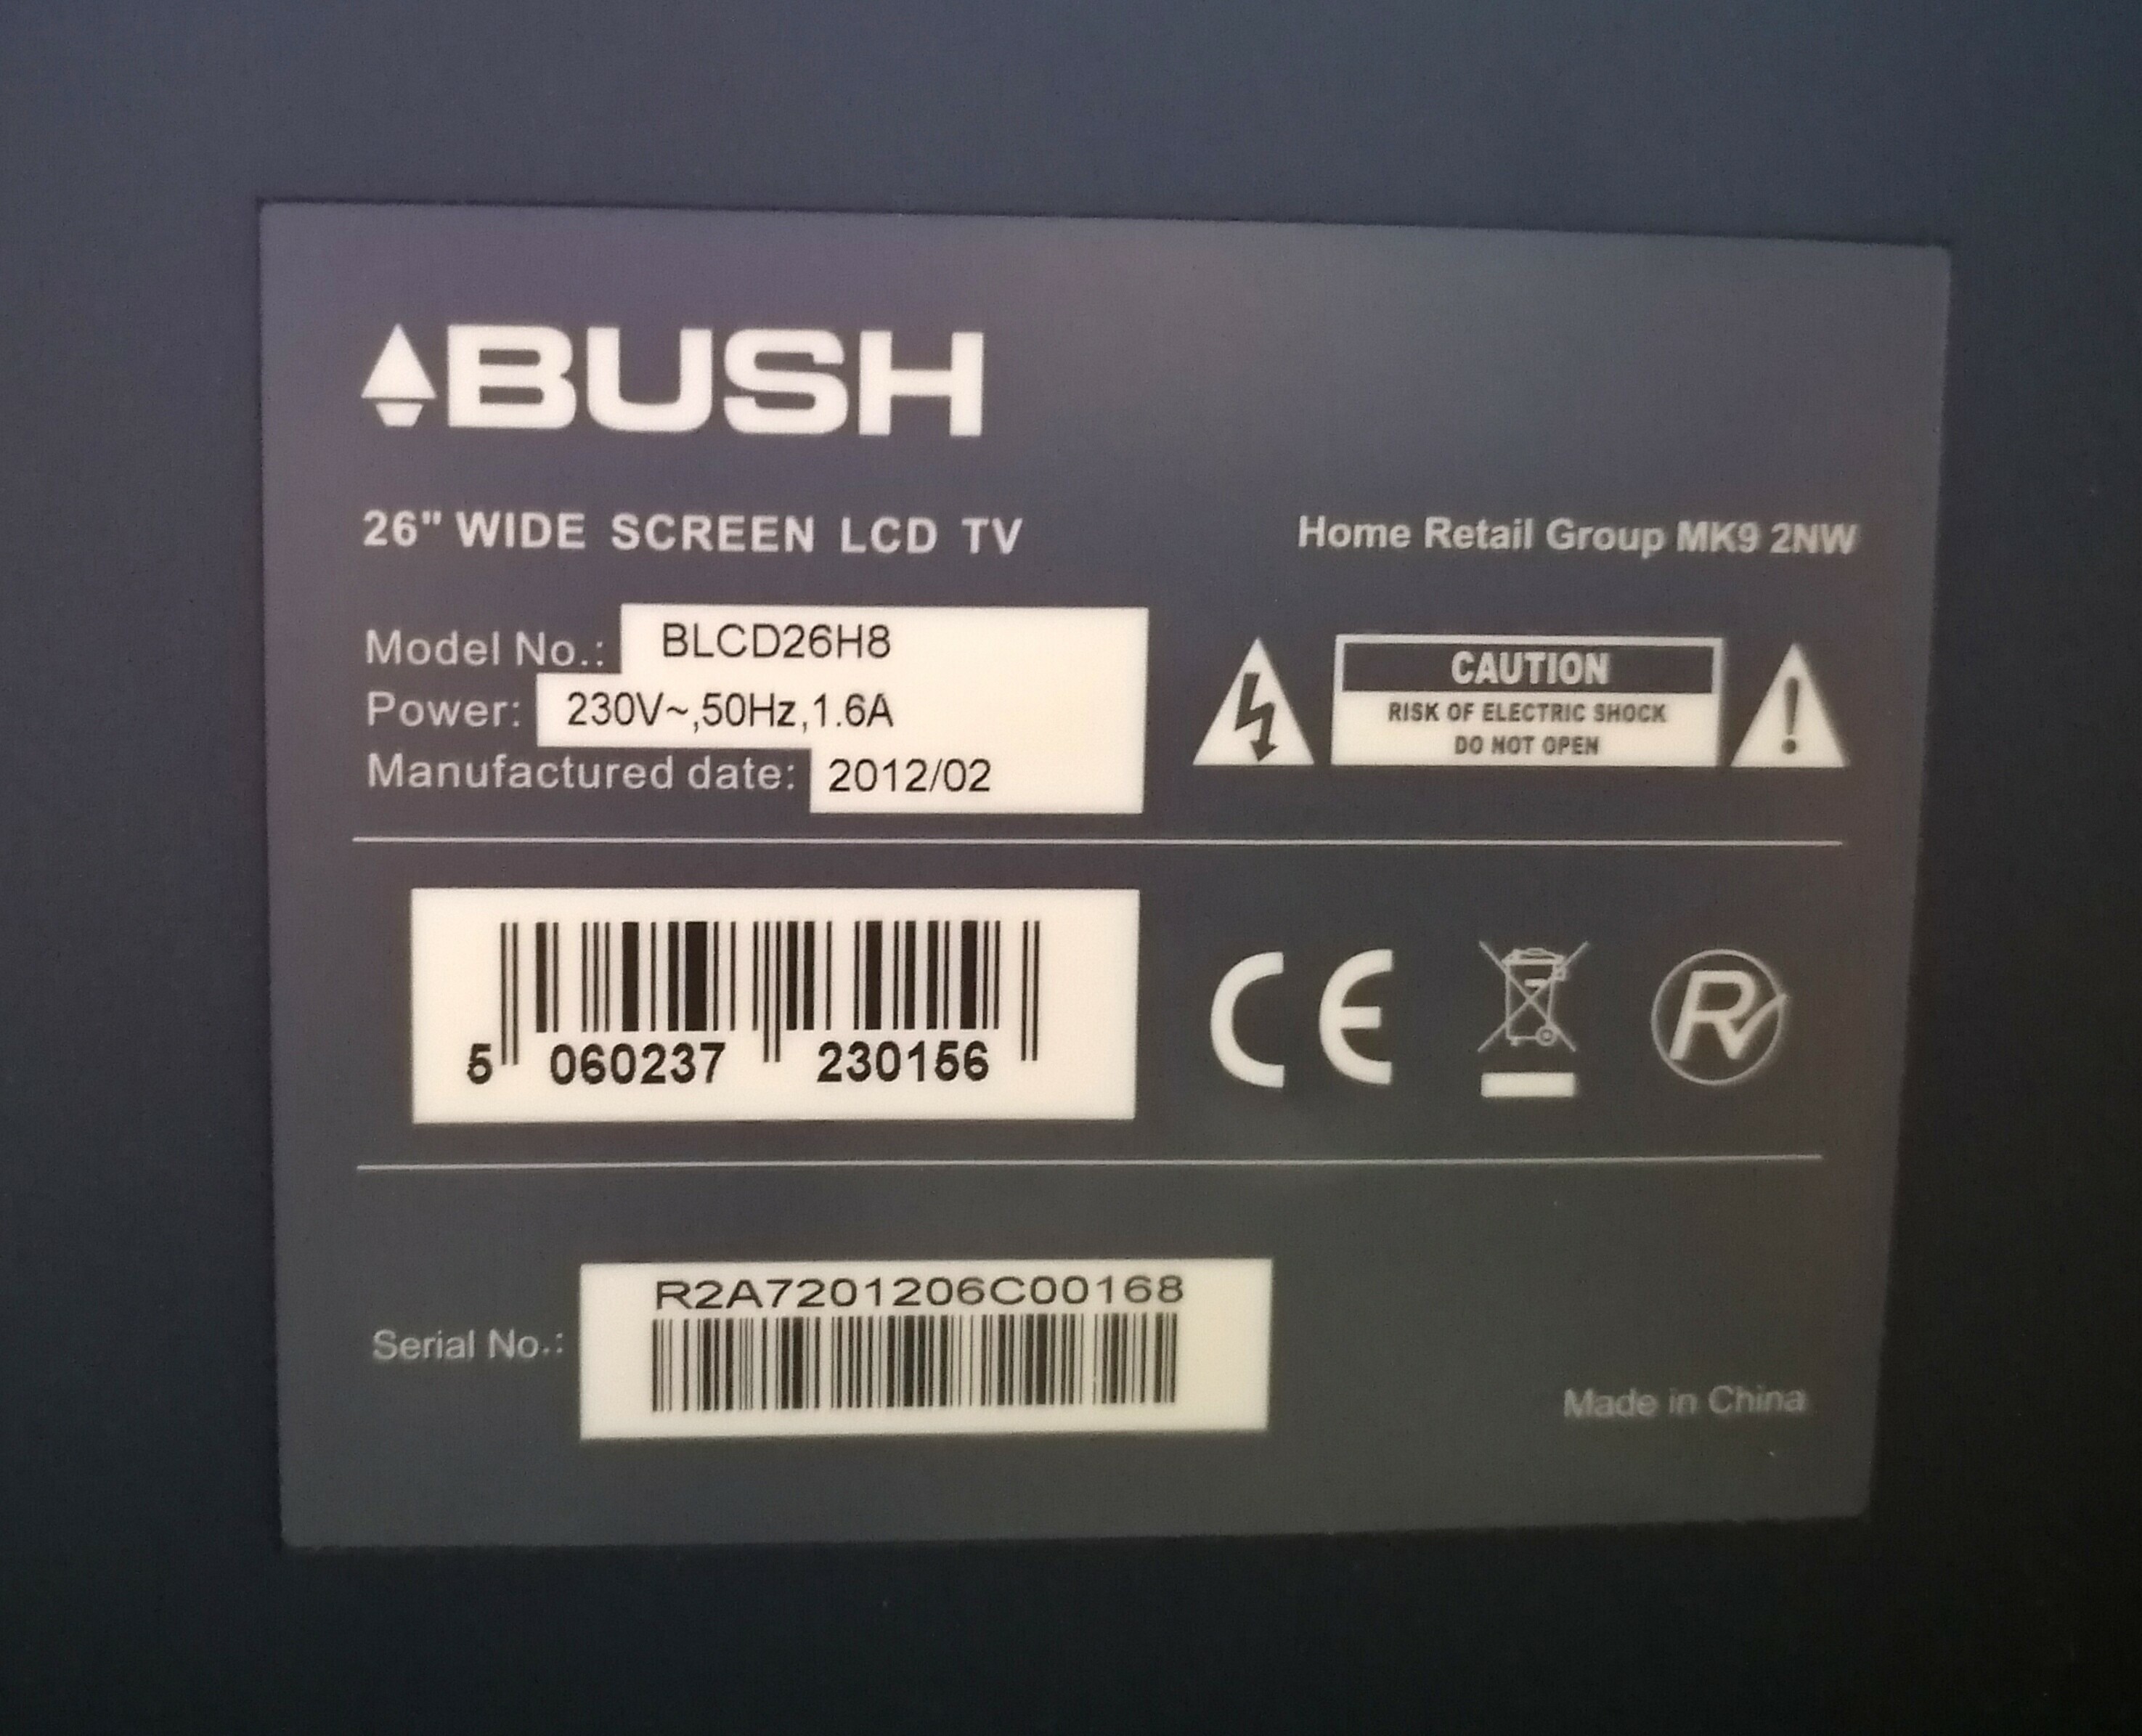 BUSH
26" WIDE SCREEN LCD TV
Home Retail Group MK9 2NW
Model No.: BLCD26H8
Power: 230V~,50Hz,1.6A
Manufactured date: 2012/02
CAUTION
RISK OF ELECTRIC SHOCK
DO NOT OPEN
5 060237 230156
CE
R
R2A7201206C00168
Serial No.:
Made in China